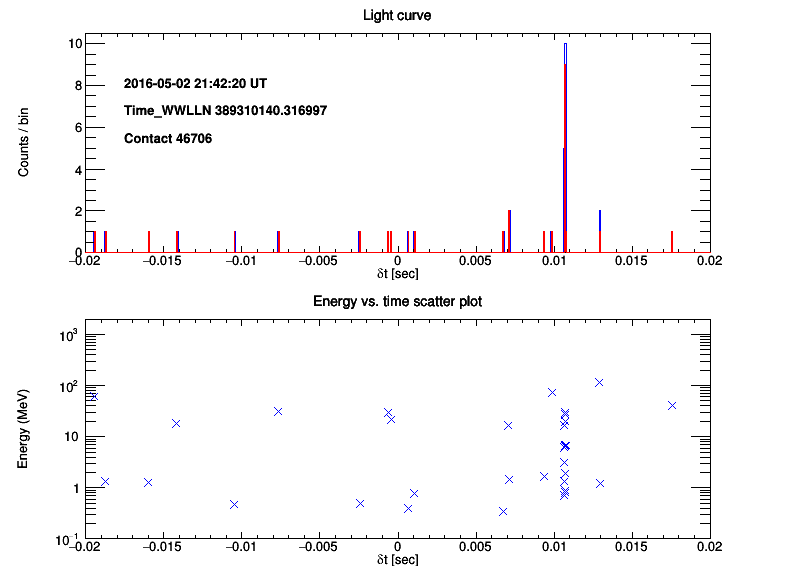 Light curve
Counts / bin
10
8
6
4
2
0
2016-05-02 21:42:20 UT
Time_WWLLN 389310140.316997
Contact 46706
−0.02 −0.015 −0.01 −0.005 0 0.005 0.01 0.015 0.02
δt [sec]
Energy vs. time scatter plot
Energy (MeV)
10³
10²
10
1
10⁻¹
−0.02 −0.015 −0.01 −0.005 0 0.005 0.01 0.015 0.02
δt [sec]